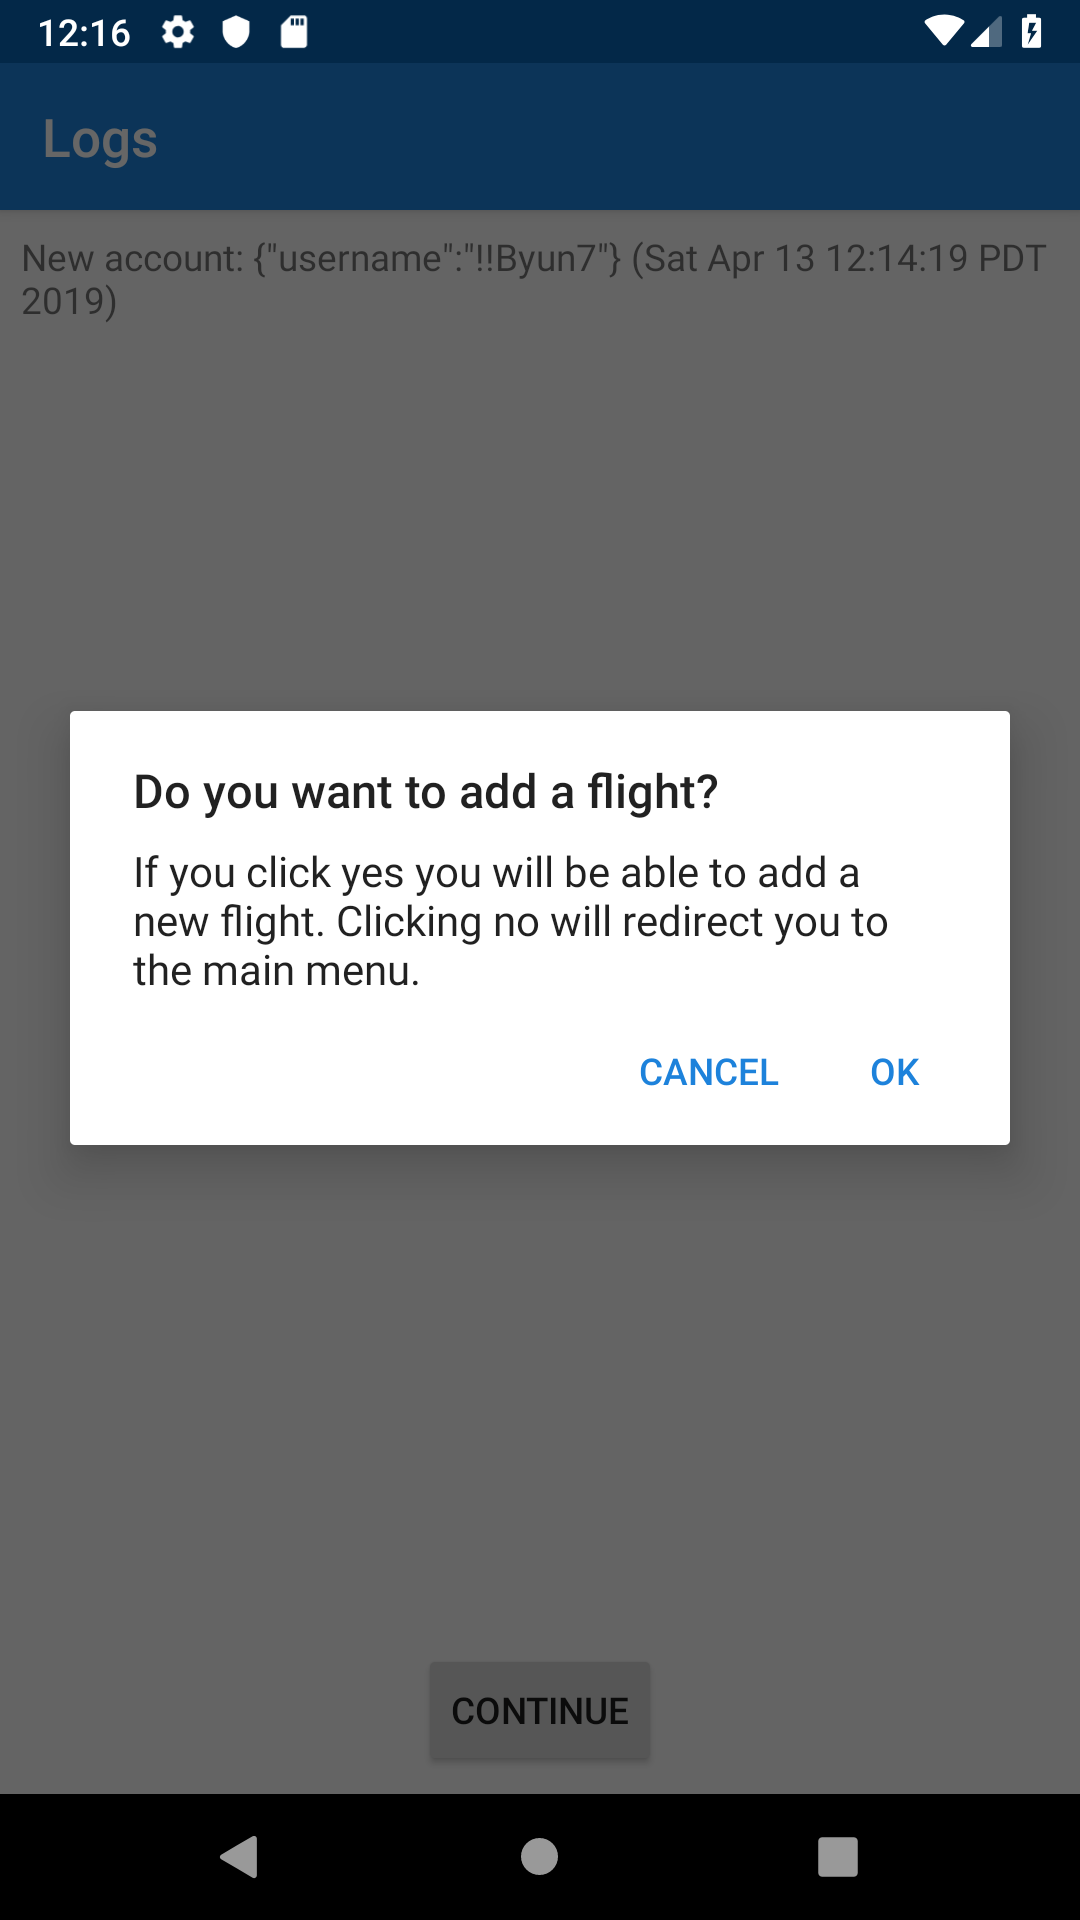 12:16
Logs
New account: {"username":"!!Byun7"} (Sat Apr 13 12:14:19 PDT
2019)
Do you want to add a flight?
If you click yes you will be able to add a
new flight. Clicking no will redirect you to
the main menu.
CANCEL OK
CONTINUE